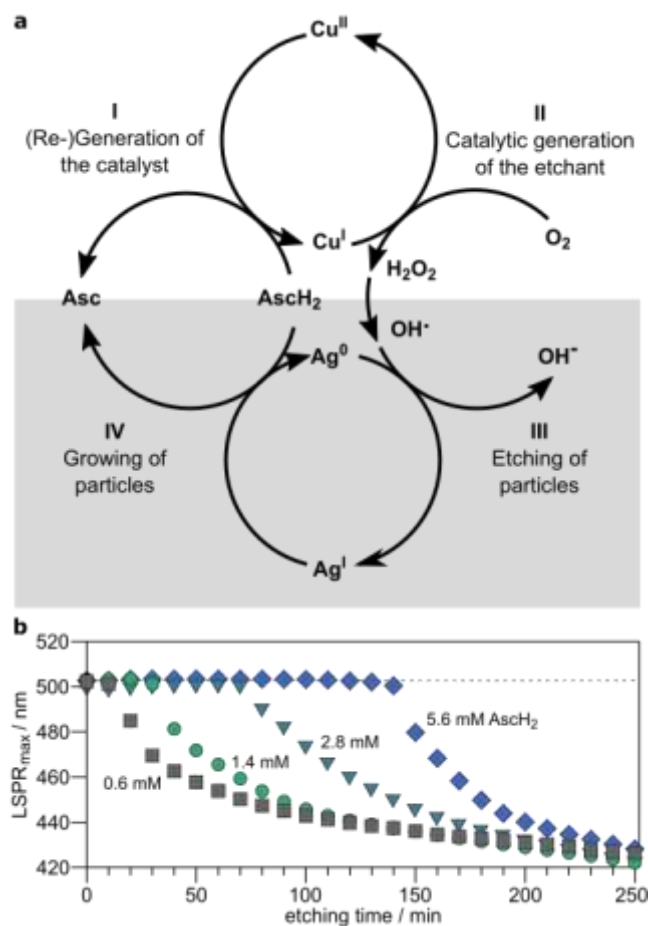 a
Cu^II
I
(Re-)Generation of
the catalyst
II
Catalytic generation
of the etchant
Cu^I
O₂
H₂O₂
Asc
AscH₂
OH·
Ag⁰
OH⁻
IV
Growing of
particles
III
Etching of
particles
Ag^I
b
520
500
480
460
440
420
LSPR_max / nm
5.6 mM AscH₂
2.8 mM
1.4 mM
0.6 mM
0
50
100
150
200
250
etching time / min